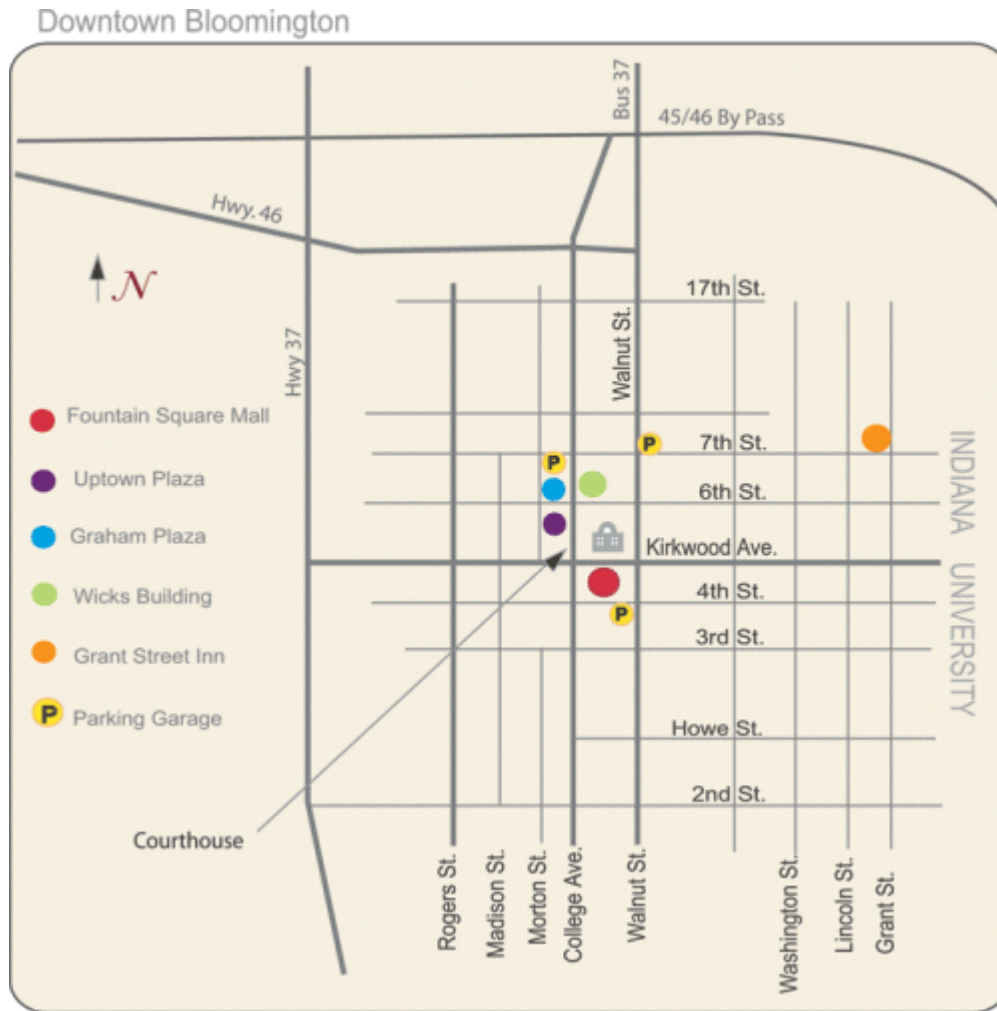 Downtown Bloomington
Bus 37
45/46 By Pass
Hwy. 46
N
17th St.
Walnut St.
Hwy 37
Fountain Square Mall
Uptown Plaza
Graham Plaza
Wicks Building
Grant Street Inn
P Parking Garage
P
7th St.
P
6th St.
Kirkwood Ave.
4th St.
P
3rd St.
Howe St.
2nd St.
INDIANA UNIVERSITY
Courthouse
Rogers St.
Madison St.
Morton St.
College Ave.
Walnut St.
Washington St.
Lincoln St.
Grant St.